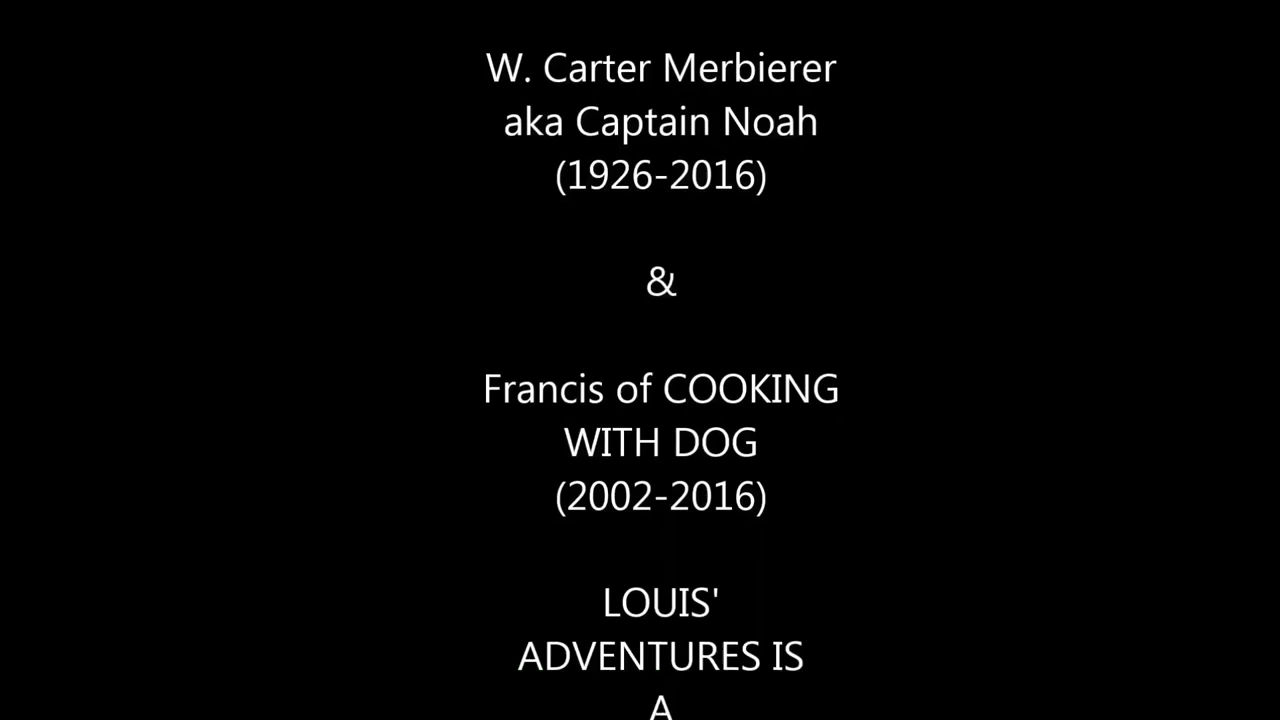 W. Carter Merbierer
aka Captain Noah
(1926-2016)
&
Francis of COOKING
WITH DOG
(2002-2016)
LOUIS'
ADVENTURES IS
A